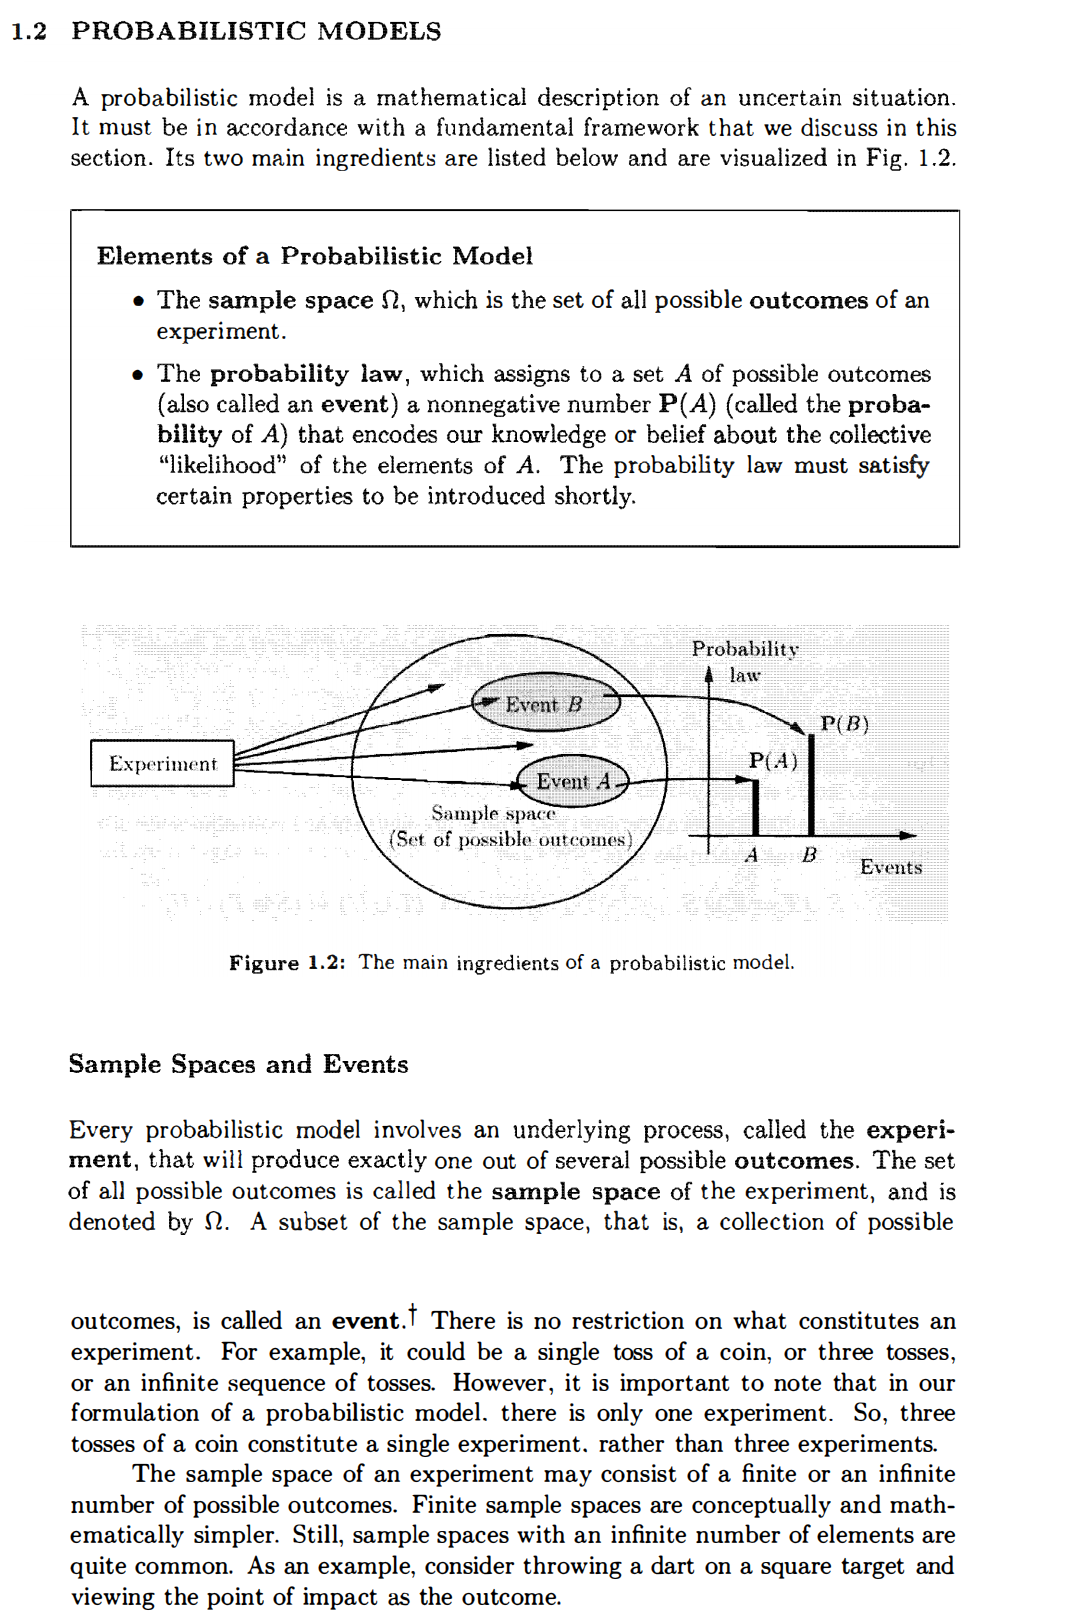 1.2 PROBABILISTIC MODELS
A probabilistic model is a mathematical description of an uncertain situation.
It must be in accordance with a fundamental framework that we discuss in this
section. Its two main ingredients are listed below and are visualized in Fig. 1.2.
Elements of a Probabilistic Model
• The sample space Ω, which is the set of all possible outcomes of an
experiment.
• The probability law, which assigns to a set A of possible outcomes
(also called an event) a nonnegative number P(A) (called the proba-
bility of A) that encodes our knowledge or belief about the collective
“likelihood” of the elements of A. The probability law must satisfy
certain properties to be introduced shortly.
Probability
law
Event B
P(B)
Experiment
P(A)
Event A
Sample space
(Set of possible outcomes)
A B
Events
Figure 1.2: The main ingredients of a probabilistic model.
Sample Spaces and Events
Every probabilistic model involves an underlying process, called the experi-
ment, that will produce exactly one out of several possible outcomes. The set
of all possible outcomes is called the sample space of the experiment, and is
denoted by Ω. A subset of the sample space, that is, a collection of possible
outcomes, is called an event.† There is no restriction on what constitutes an
experiment. For example, it could be a single toss of a coin, or three tosses,
or an infinite sequence of tosses. However, it is important to note that in our
formulation of a probabilistic model. there is only one experiment. So, three
tosses of a coin constitute a single experiment. rather than three experiments.
The sample space of an experiment may consist of a finite or an infinite
number of possible outcomes. Finite sample spaces are conceptually and math-
ematically simpler. Still, sample spaces with an infinite number of elements are
quite common. As an example, consider throwing a dart on a square target and
viewing the point of impact as the outcome.